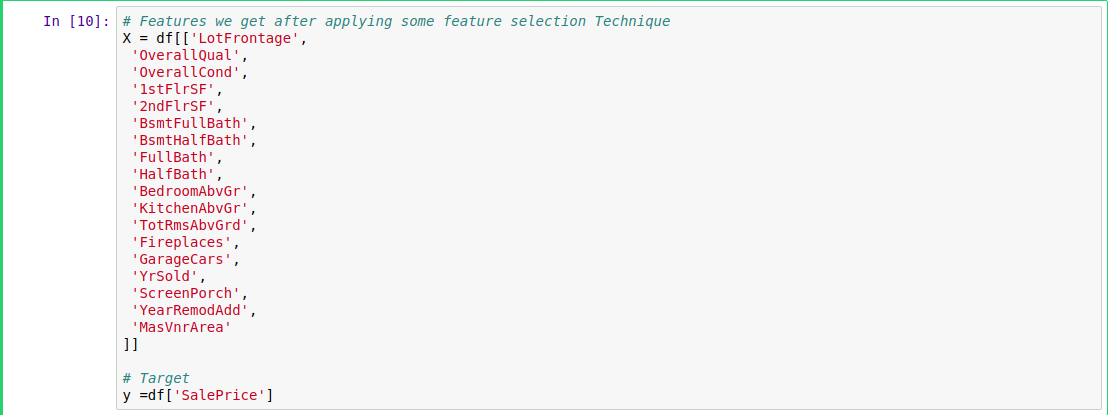 In [10]: # Features we get after applying some feature selection Technique
X = df[['LotFrontage',
'OverallQual',
'OverallCond',
'1stFlrSF',
'2ndFlrSF',
'BsmtFullBath',
'BsmtHalfBath',
'FullBath',
'HalfBath',
'BedroomAbvGr',
'KitchenAbvGr',
'TotRmsAbvGrd',
'Fireplaces',
'GarageCars',
'YrSold',
'ScreenPorch',
'YearRemodAdd',
'MasVnrArea'
]]
# Target
y =df['SalePrice']